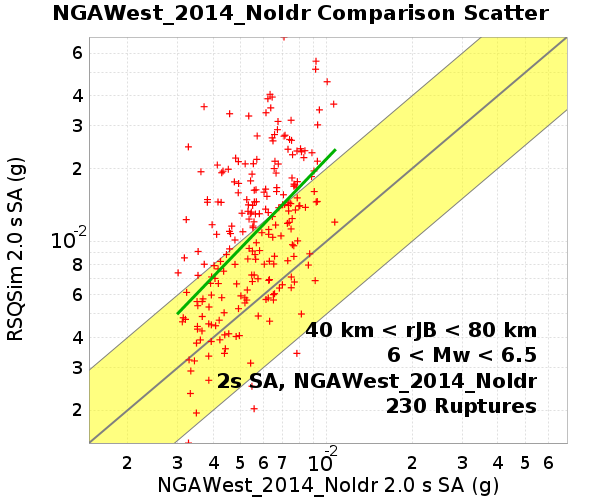 NGAWest_2014_NoIdr Comparison Scatter
RSQSim 2.0 s SA (g)
6
4
3
2
10-2
8
6
4
3
2
40 km < rJB < 80 km
6 < Mw < 6.5
2s SA, NGAWest_2014_NoIdr
230 Ruptures
2 3 4 5 6 7 10-2 2 3 4 5 6
NGAWest_2014_NoIdr 2.0 s SA (g)